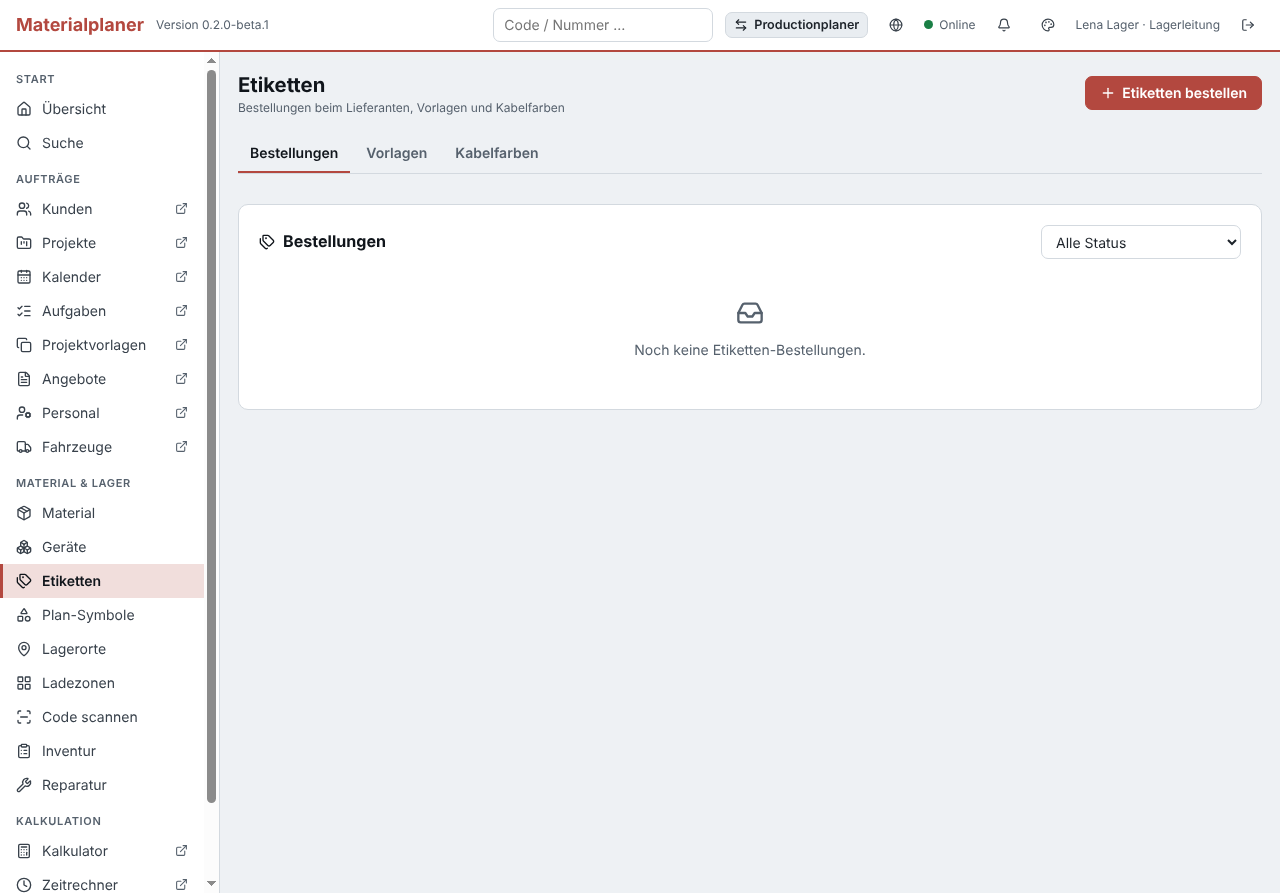 Materialplaner Version 0.2.0-beta.1 Code / Nummer ... Productionplaner Online Lena Lager · Lagerleitung
START
Übersicht
Suche
AUFTRÄGE
Kunden
Projekte
Kalender
Aufgaben
Projektvorlagen
Angebote
Personal
Fahrzeuge
MATERIAL & LAGER
Material
Geräte
Etiketten
Plan-Symbole
Lagerorte
Ladezonen
Code scannen
Inventur
Reparatur
KALKULATION
Kalkulator
Zeitrechner
Etiketten
Bestellungen beim Lieferanten, Vorlagen und Kabelfarben
Etiketten bestellen
Bestellungen Vorlagen Kabelfarben
Bestellungen
Alle Status
Noch keine Etiketten-Bestellungen.